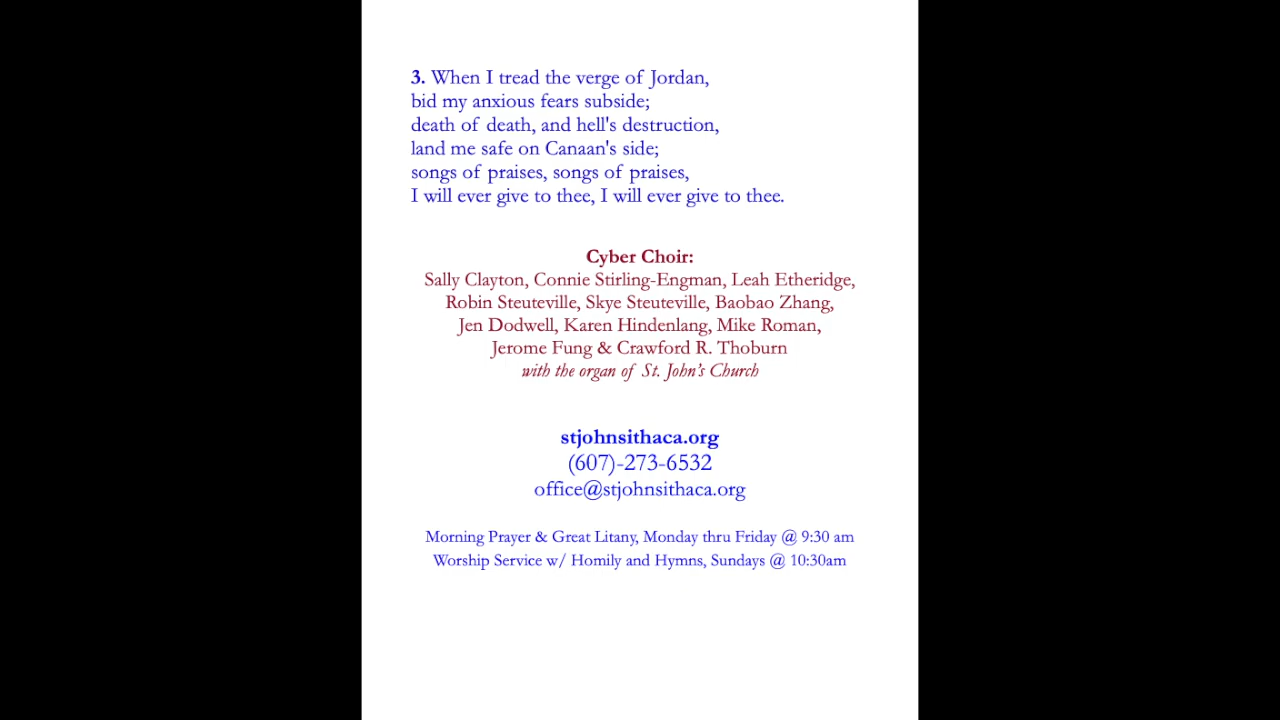 3. When I tread the verge of Jordan,
bid my anxious fears subside;
death of death, and hell's destruction,
land me safe on Canaan's side;
songs of praises, songs of praises,
I will ever give to thee, I will ever give to thee.
Cyber Choir:
Sally Clayton, Connie Stirling-Engman, Leah Etheridge,
Robin Steuteville, Skye Steuteville, Baobao Zhang,
Jen Dodwell, Karen Hindenlang, Mike Roman,
Jerome Fung & Crawford R. Thoburn
with the organ of St. John’s Church
stjohnsithaca.org
(607)-273-6532
office@stjohnsithaca.org
Morning Prayer & Great Litany, Monday thru Friday @ 9:30 am
Worship Service w/ Homily and Hymns, Sundays @ 10:30am